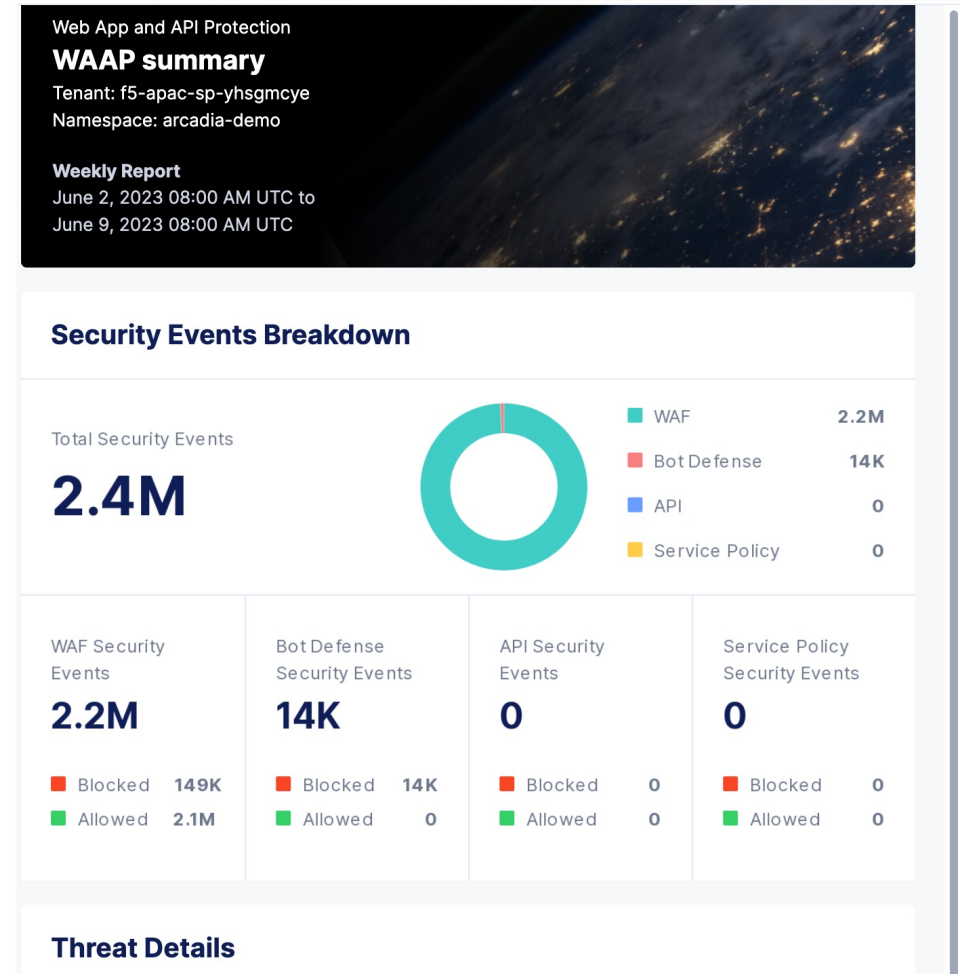 Web App and API Protection
WAAP summary
Tenant: f5-apac-sp-yhsgmcye
Namespace: arcadia-demo
Weekly Report
June 2, 2023 08:00 AM UTC to
June 9, 2023 08:00 AM UTC
Security Events Breakdown
Total Security Events
2.4M
WAF 2.2M
Bot Defense 14K
API 0
Service Policy 0
WAF Security
Events
2.2M
Blocked 149K
Allowed 2.1M
Bot Defense
Security Events
14K
Blocked 14K
Allowed 0
API Security
Events
0
Blocked 0
Allowed 0
Service Policy
Security Events
0
Blocked 0
Allowed 0
Threat Details